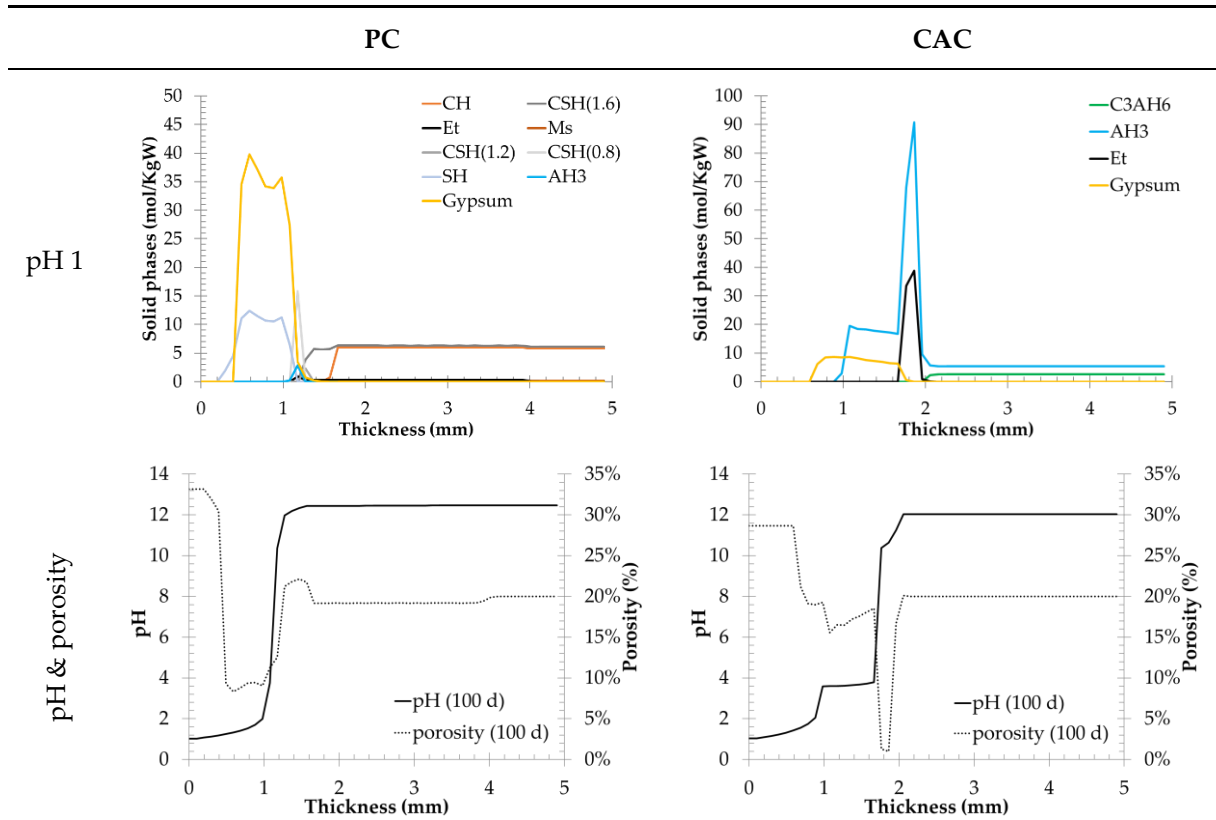 PC CAC
pH 1
Solid phases (mol/KgW)
50
45
40
35
30
25
20
15
10
5
0
0 1 2 3 4 5
Thickness (mm)
CH CSH(1.6)
Et Ms
CSH(1.2) CSH(0.8)
SH AH3
Gypsum
Solid phases (mol/KgW)
100
90
80
70
60
50
40
30
20
10
0
0 1 2 3 4 5
Thickness (mm)
C3AH6
AH3
Et
Gypsum
pH & porosity
pH
14
12
10
8
6
4
2
0
0 1 2 3 4 5
Thickness (mm)
35%
30%
25%
20%
15%
10%
5%
0%
Porosity (%)
pH (100 d)
porosity (100 d)
pH
14
12
10
8
6
4
2
0
0 1 2 3 4 5
Thickness (mm)
35%
30%
25%
20%
15%
10%
5%
0%
Porosity (%)
pH (100 d)
porosity (100 d)